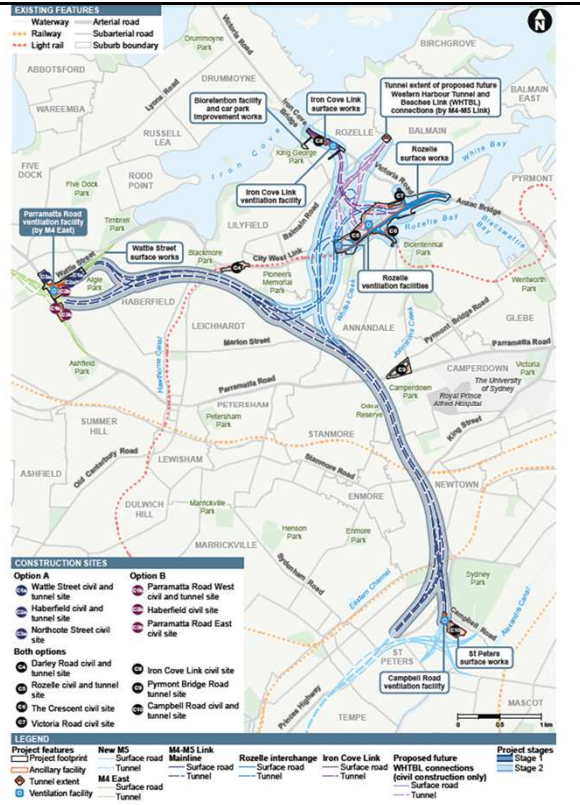 EXISTING FEATURES
Waterway
Arterial road
Railway
Subarterial road
Light rail
Suburb boundary
N
Drummoyne Park
Victoria Road
BIRCHGROVE
ABBOTSFORD
DRUMMOYNE
Lyons Road
WAREEMBA
RUSSELL LEA
Bioretention facility and car park improvement works
Iron Cove Bridge
Iron Cove Link surface works
Tunnel extent of proposed future Western Harbour Tunnel and Beaches Link (WHTBL) connections (by M4-M5 Link)
BALMAIN EAST
ROZELLE
BALMAIN
Rozelle surface works
White Bay
FIVE DOCK
RODD POINT
Iron Cove
King George Park
Victoria Road
PYRMONT
Five Dock Park
Iron Cove Link ventilation facility
Anzac Bridge
Rozelle Bay
Blackwattle Bay
Parramatta Road ventilation facility (by M4 East)
Timbrell Park
LILYFIELD
Balmain Road
Wattle Street surface works
Wattle Street
Blackmore Park
City West Link
Bicentennial Park
Algie Park
Pioneers Memorial Park
Rozelle ventilation facilities
Wentworth Park
HABERFIELD
Whites Creek
Johnstons Creek
GLEBE
LEICHHARDT
ANNANDALE
Pyrmont Bridge Road
Parramatta Road
Ashfield Park
Hawthorne Canal
Marion Street
CAMPERDOWN
Victoria Park
The University of Sydney
Camperdown Park
Royal Prince Alfred Hospital
Parramatta Road
PETERSHAM
Petersham Park
Odea Reserve
King Street
SUMMER HILL
STANMORE
Old Canterbury Road
LEWISHAM
Stanmore Road
NEWTOWN
ASHFIELD
ENMORE
DULWICH HILL
Marrickville Park
Henson Park
Enmore Park
MARRICKVILLE
Sydenham Road
Eastern Channel
Sydney Park
Campbell Road
Alexandra Canal
ST PETERS
St Peters surface works
Campbell Road ventilation facility
Princes Highway
MASCOT
TEMPE
0 0.5 1 km
CONSTRUCTION SITES
Option A
C1a Wattle Street civil and tunnel site
C2a Haberfield civil and tunnel site
C3a Northcote Street civil site
Option B
C1b Parramatta Road West civil and tunnel site
C2b Haberfield civil site
C3b Parramatta Road East civil site
Both options
C4 Darley Road civil and tunnel site
C5 Rozelle civil and tunnel site
C6 The Crescent civil site
C7 Victoria Road civil site
C8 Iron Cove Link civil site
C9 Pyrmont Bridge Road tunnel site
C10 Campbell Road civil and tunnel site
LEGEND
Project features
Project footprint
Ancillary facility
Tunnel extent
Ventilation facility
New M5
Surface road
Tunnel
M4 East
Surface road
Tunnel
M4-M5 Link Mainline
Surface road
Tunnel
Rozelle interchange
Surface road
Tunnel
Iron Cove Link
Surface road
Tunnel
Proposed future WHTBL connections (civil construction only)
Surface road
Tunnel
Project stages
Stage 1
Stage 2